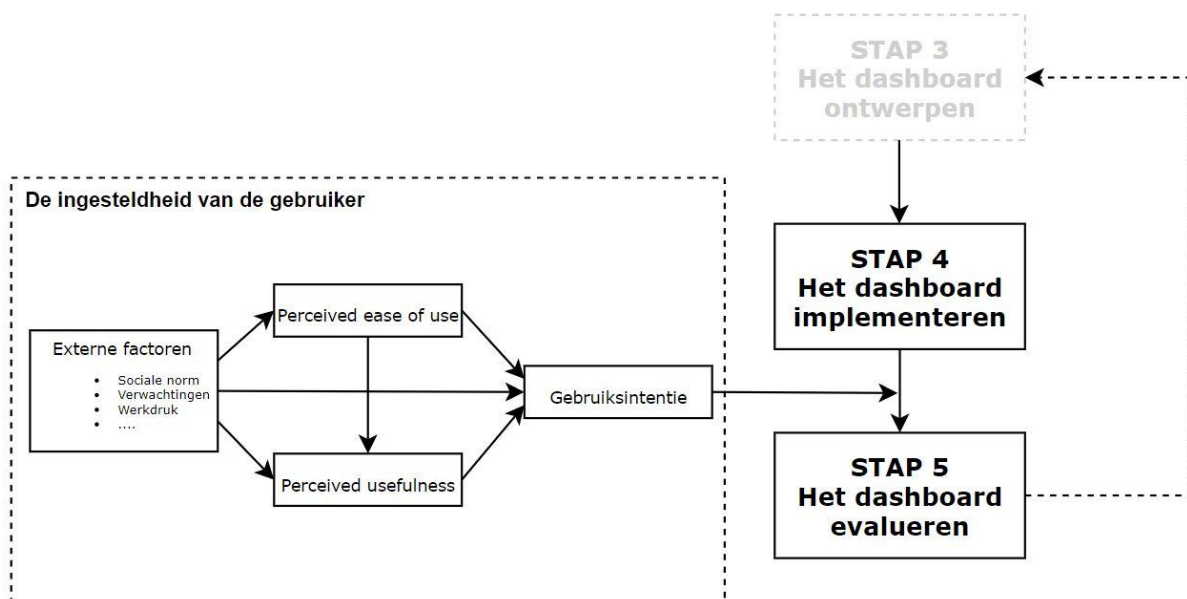 STAP 3
Het dashboard
ontwerpen
De ingesteldheid van de gebruiker
STAP 4
Het dashboard
implementeren
Perceived ease of use
Externe factoren
• Sociale norm
• Verwachtingen
• Werkdruk
• ....
Gebruiksintentie
Perceived usefulness
STAP 5
Het dashboard
evalueren